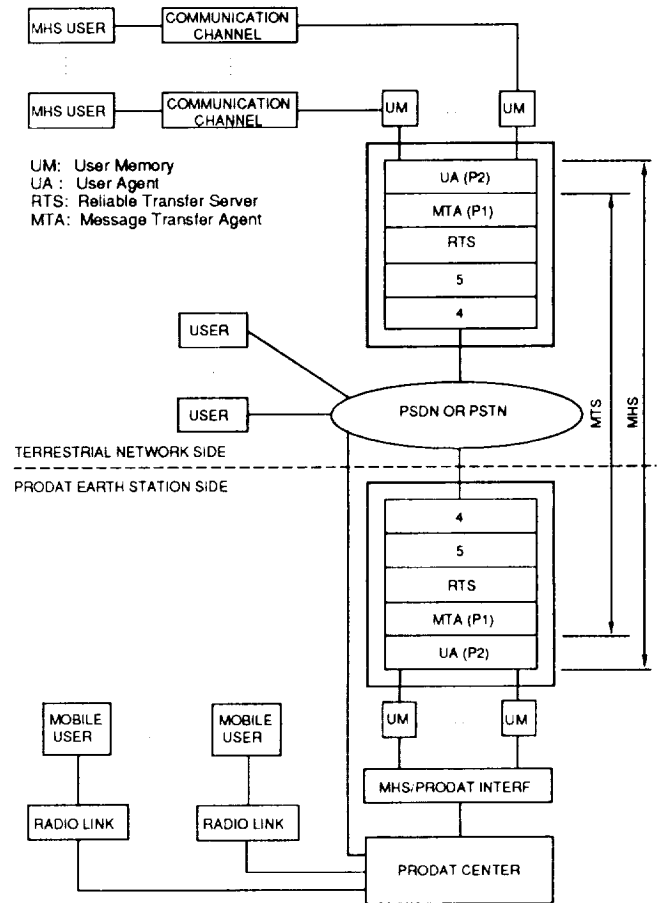 MHS USER
COMMUNICATION
CHANNEL
MHS USER
COMMUNICATION
CHANNEL
UM
UM
UM: User Memory
UA : User Agent
RTS: Reliable Transfer Server
MTA: Message Transfer Agent
UA (P2)
MTA (P1)
RTS
5
4
USER
USER
PSDN OR PSTN
MTS
MHS
TERRESTRIAL NETWORK SIDE
PRODAT EARTH STATION SIDE
4
5
RTS
MTA (P1)
UA (P2)
MOBILE
USER
MOBILE
USER
UM
UM
MHS/PRODAT INTERF
RADIO LINK
RADIO LINK
PRODAT CENTER